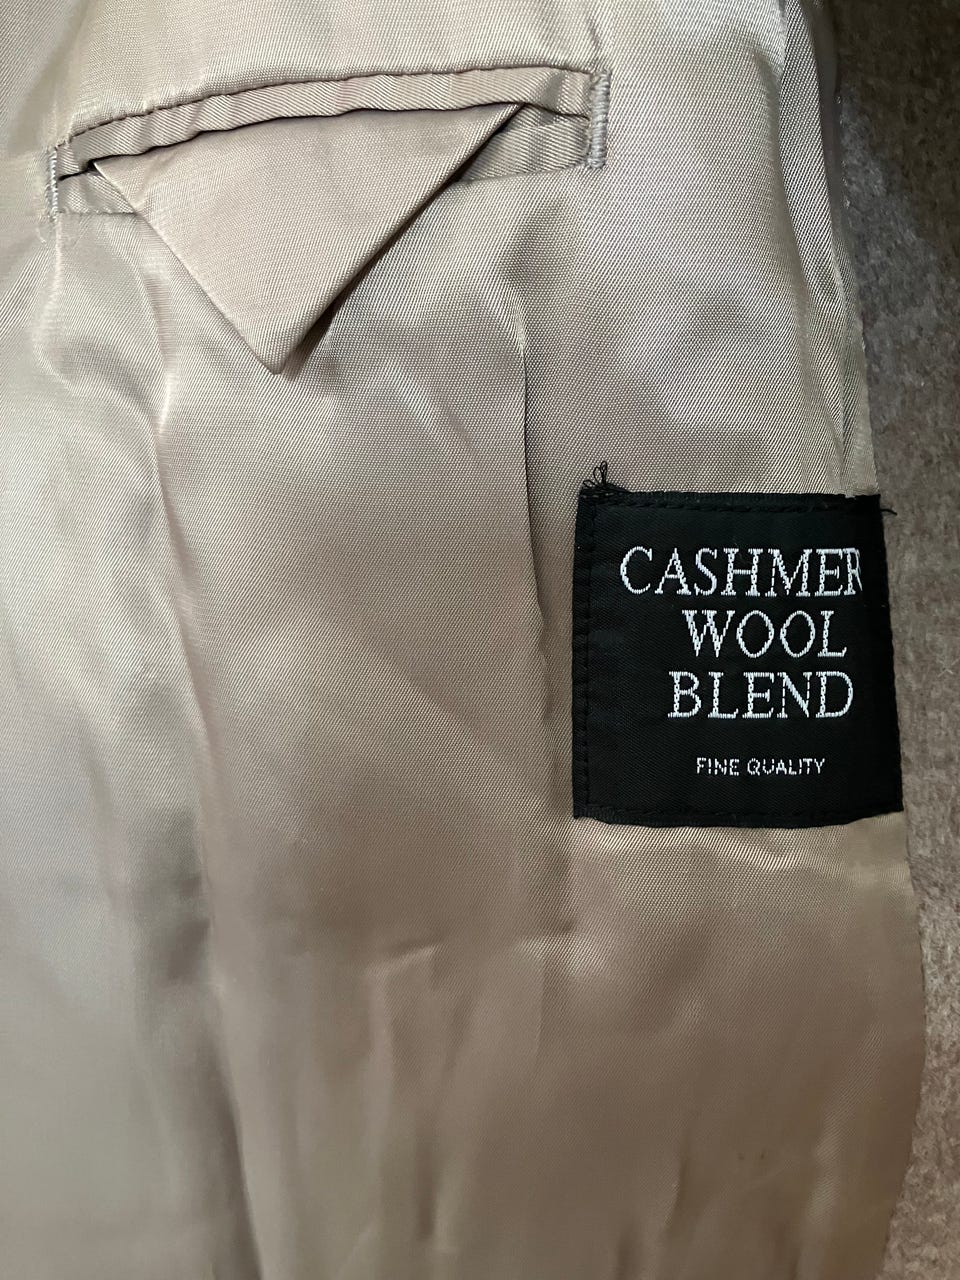 CASHMER
WOOL
BLEND
FINE QUALITY